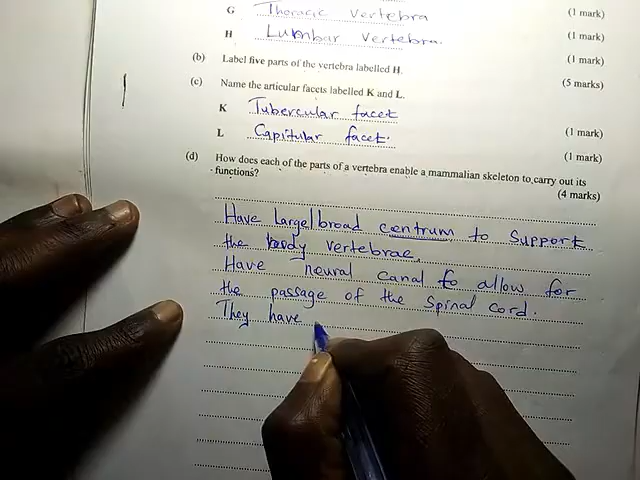 G Thoracic Vertebra (1 mark)
H Lumbar Vertebra. (1 mark)
(b) Label five parts of the vertebra labelled H. (1 mark)
(c) Name the articular facets labelled K and L. (5 marks)
K Tubercular facet
L Capitular facet. (1 mark)
(1 mark)
(d) How does each of the parts of a vertebra enable a mammalian skeleton to carry out its
functions? (4 marks)
Have large/broad centrum to support
the body vertebrae.
Have neural canal to allow for
the passage of the spinal cord.
They have